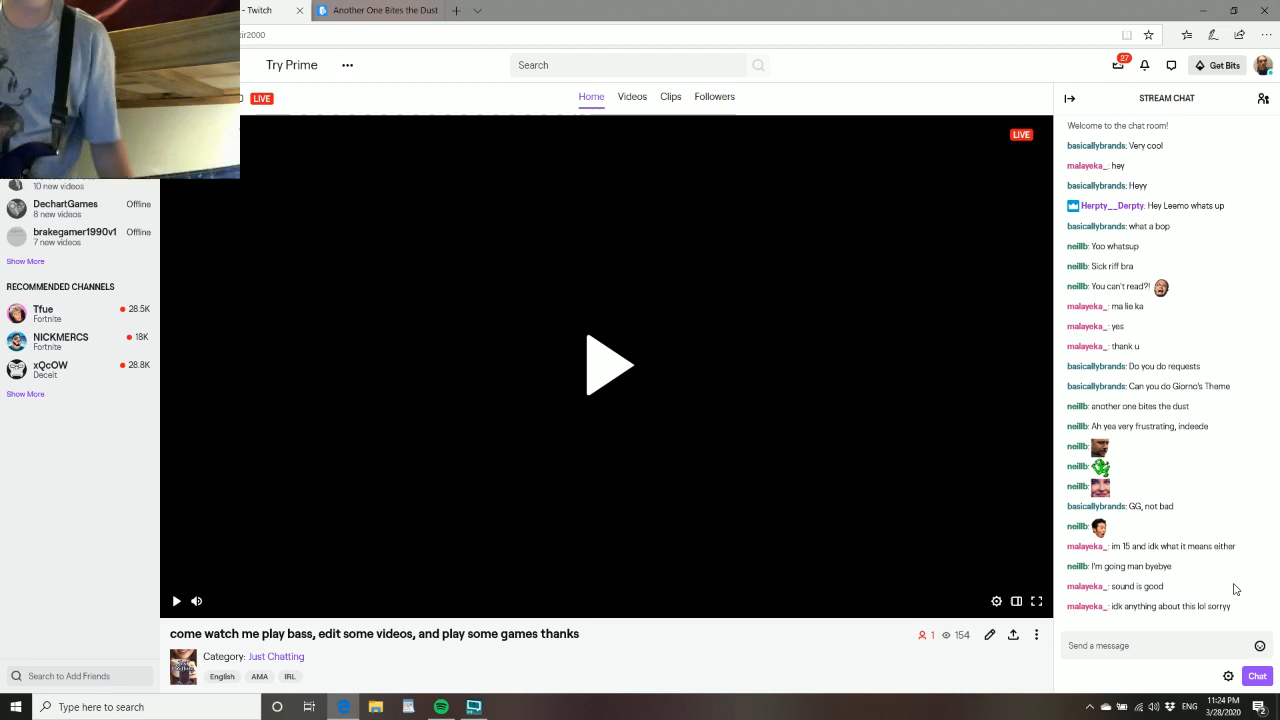 - Twitch
Another One Bites the Dust
ir2000
Try Prime
Search
27
Get Bits
LIVE
Home
Videos
Clips
Followers
STREAM CHAT
LIVE
10 new videos
DechartGames
Offline
8 new videos
brakegamer1990v1
Offline
7 new videos
Show More
RECOMMENDED CHANNELS
Tfue
28.5K
Fortnite
NICKMERCS
18K
Fortnite
xQcOW
28.8K
Deceit
Show More
Search to Add Friends
come watch me play bass, edit some videos, and play some games thanks
1
154
Category: Just Chatting
English
AMA
IRL
Welcome to the chat room!
basicallybrands: Very cool
malayeka_: hey
basicallybrands: Heyy
Herpty__Derpty: Hey Leemo whats up
basicallybrands: what a bop
neillb: Yoo whatsup
neillb: Sick riff bra
neillb: You can't read?!
malayeka_: ma lie ka
malayeka_: yes
malayeka_: thank u
basicallybrands: Do you do requests
basicallybrands: Can you do Giorno's Theme
neillb: another one bites the dust
neillb: Ah yea very frustrating, indeede
neillb:
neillb:
neillb:
basicallybrands: GG, not bad
neillb:
malayeka_: im 15 and idk what it means either
neillb: I'm going man byebye
malayeka_: sound is good
malayeka_: idk anything about this lol sorryy
Send a message
Chat
Type here to search
ENG
11:24 PM
3/28/2020
2